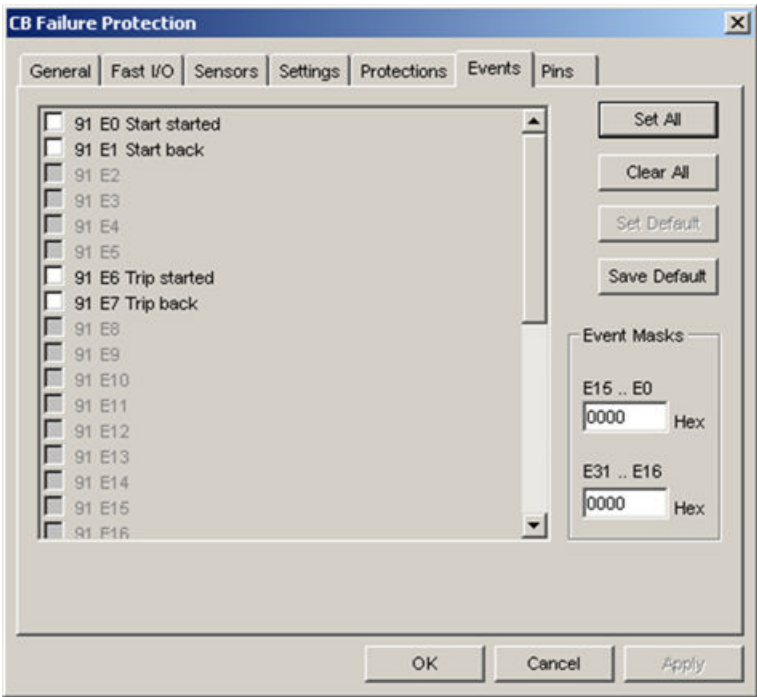 CB Failure Protection
General Fast I/O Sensors Settings Protections Events Pins
91 E0 Start started
91 E1 Start back
91 E2
91 E3
91 E4
91 E5
91 E6 Trip started
91 E7 Trip back
91 E8
91 E9
91 E10
91 E11
91 E12
91 E13
91 E14
91 E15
91 E16
Set All
Clear All
Set Default
Save Default
Event Masks
E15 .. E0
0000 Hex
E31 .. E16
0000 Hex
OK Cancel Apply